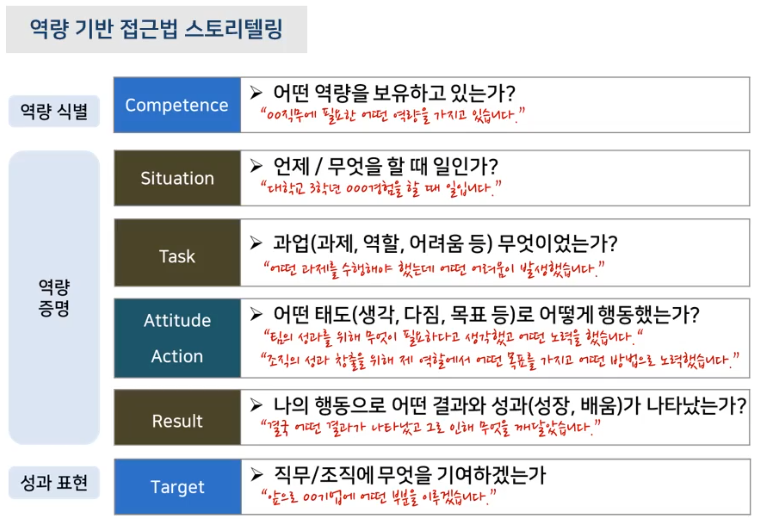 역량 기반 접근법 스토리텔링
역량 식별
Competence
➢ 어떤 역량을 보유하고 있는가?
“OO직무에 필요한 어떤 역량을 가지고 있습니다.”
역량
증명
Situation
➢ 언제 / 무엇을 할 때 일인가?
“대학교 3학년 OOO경험을 할 때 일입니다.”
Task
➢ 과업(과제, 역할, 어려움 등) 무엇이었는가?
“어떤 과제를 수행해야 했는데 어떤 어려움이 발생했습니다.”
Attitude
Action
➢ 어떤 태도(생각, 다짐, 목표 등)로 어떻게 행동했는가?
“팀의 성과를 위해 무엇이 필요하다고 생각했고 어떤 노력을 했습니다.“
“조직의 성과 창출을 위해 제 역할에서 어떤 목표를 가지고 어떤 방법으로 노력했습니다.”
Result
➢ 나의 행동으로 어떤 결과와 성과(성장, 배움)가 나타났는가?
“결국 어떤 결과가 나타났고 그로 인해 무엇을 깨달았습니다.”
성과 표현
Target
➢ 직무/조직에 무엇을 기여하겠는가
“앞으로 OO기업에 어떤 부분을 이루겠습니다.”